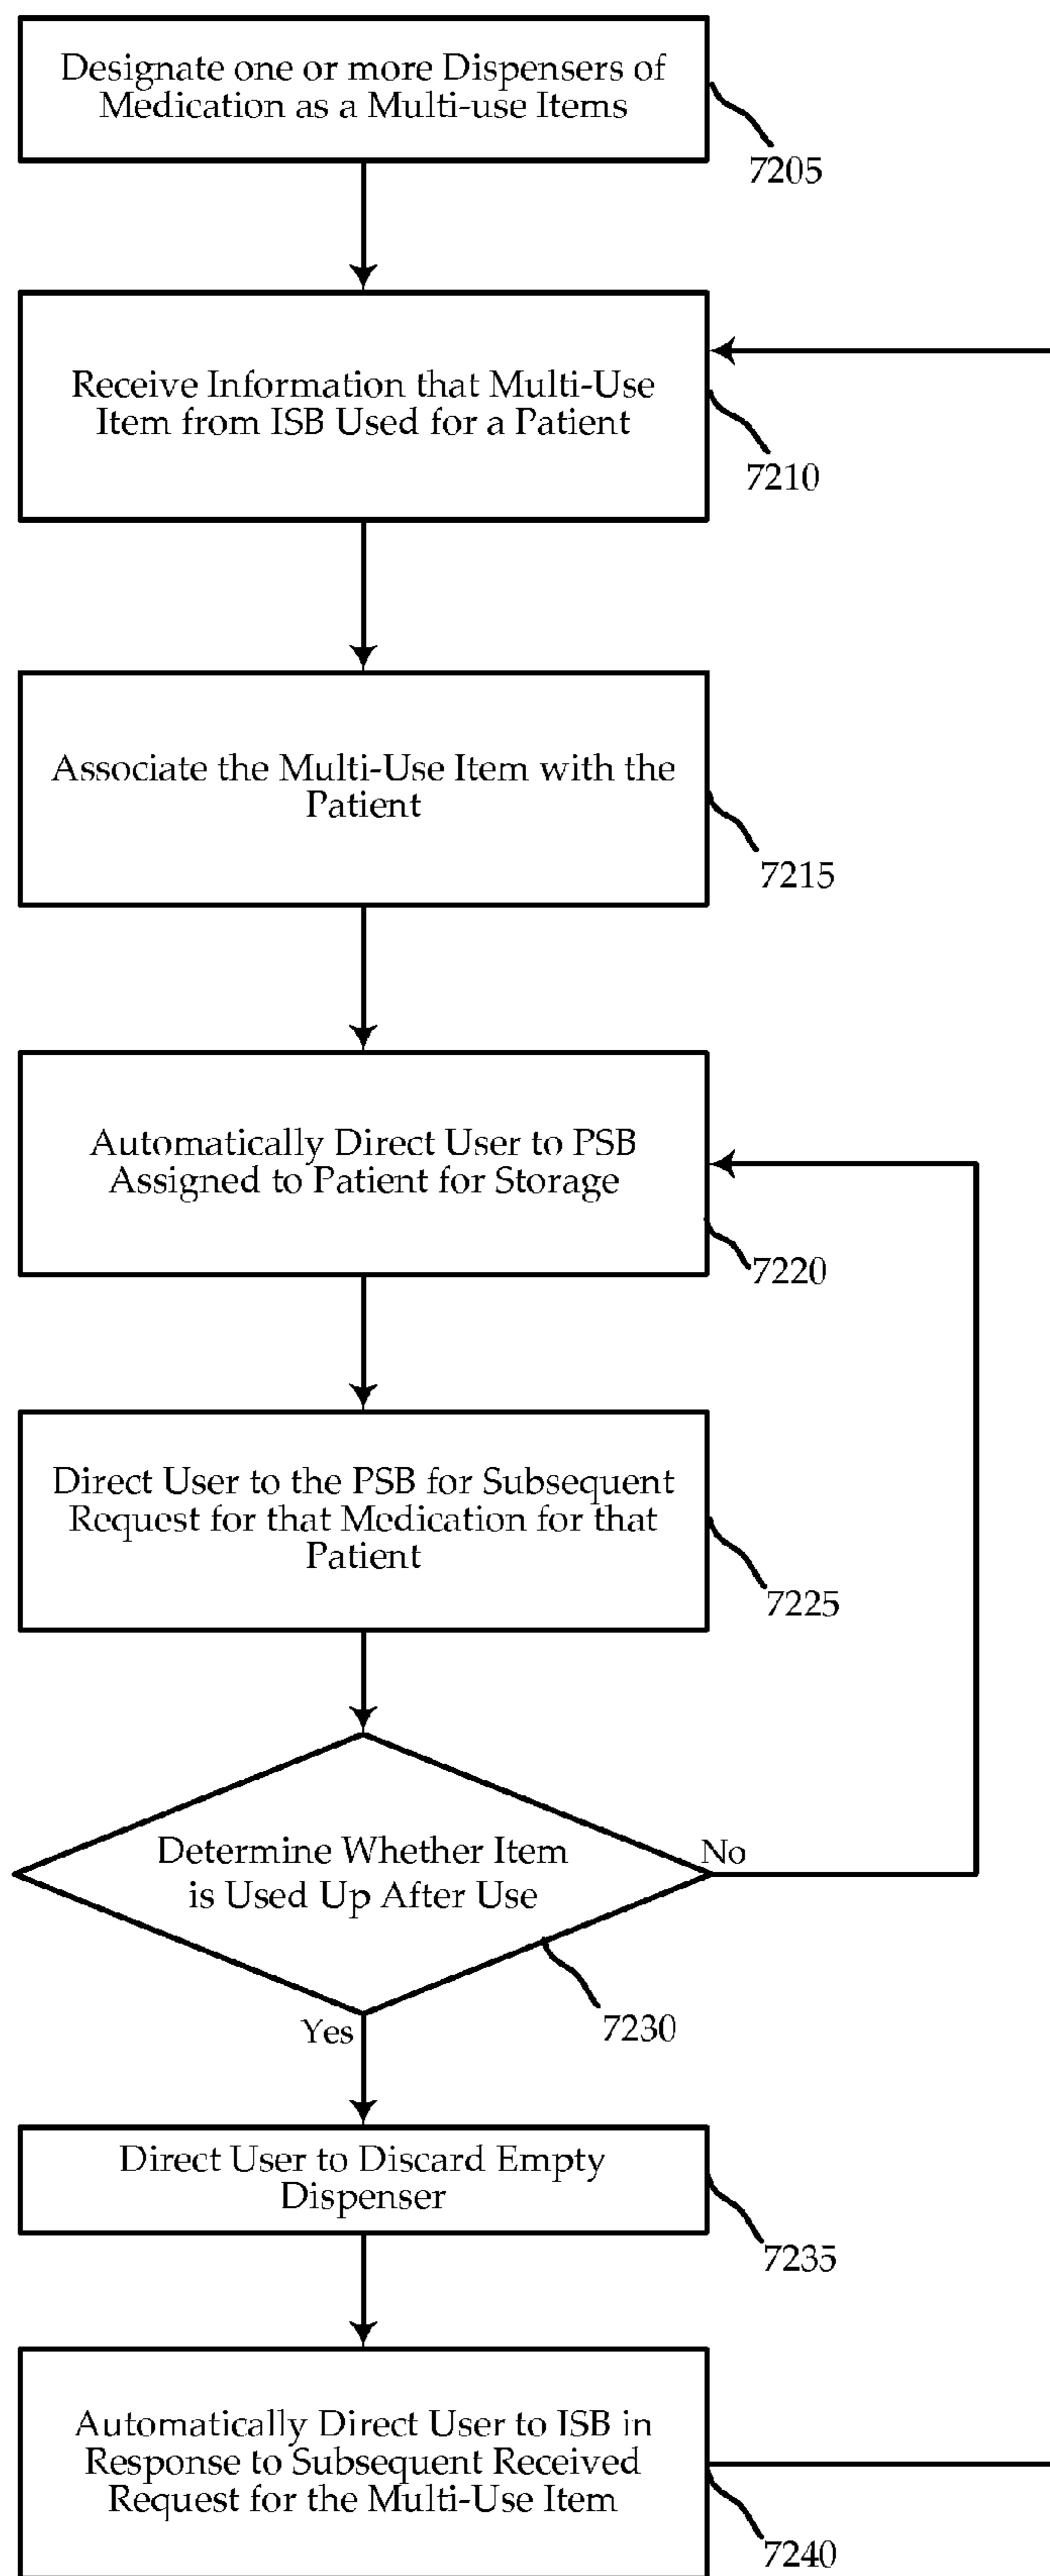 Designate one or more Dispensers of
Medication as a Multi-use Items
7205
Receive Information that Multi-Use
Item from ISB Used for a Patient
7210
Associate the Multi-Use Item with the
Patient
7215
Automatically Direct User to PSB
Assigned to Patient for Storage
7220
Direct User to the PSB for Subsequent
Request for that Medication for that
Patient
7225
Determine Whether Item
is Used Up After Use
No
7230
Yes
Direct User to Discard Empty
Dispenser
7235
Automatically Direct User to ISB in
Response to Subsequent Received
Request for the Multi-Use Item
7240